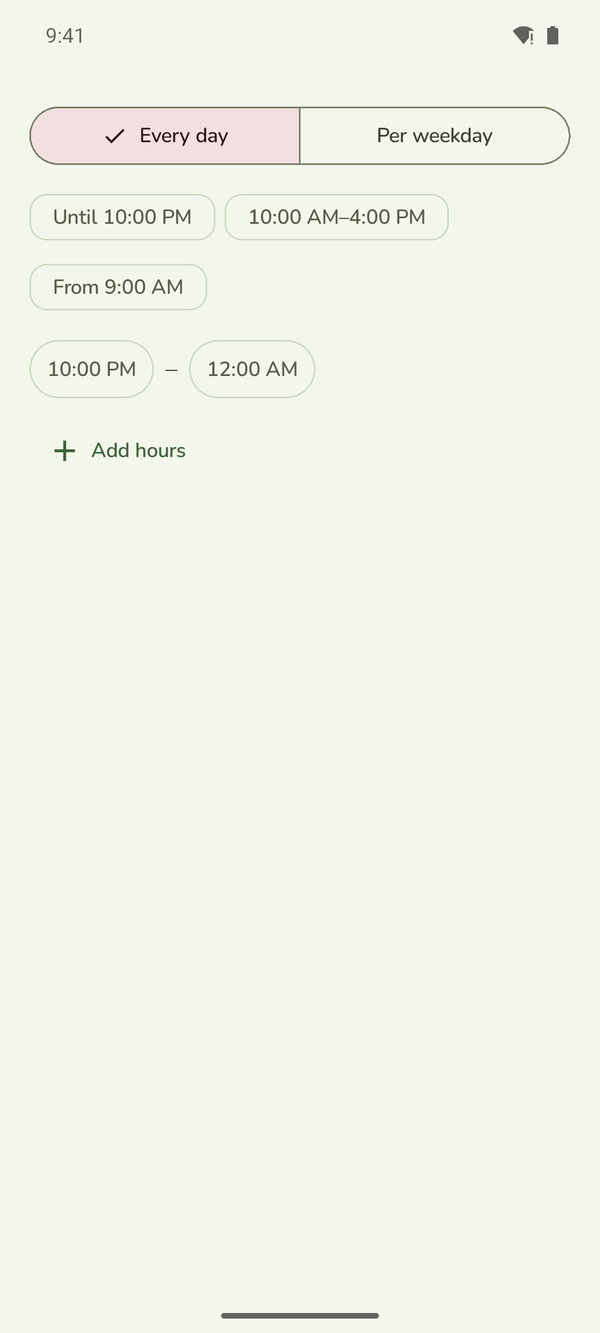 9:41
Every day Per weekday
Until 10:00 PM 10:00 AM–4:00 PM
From 9:00 AM
10:00 PM – 12:00 AM
Add hours